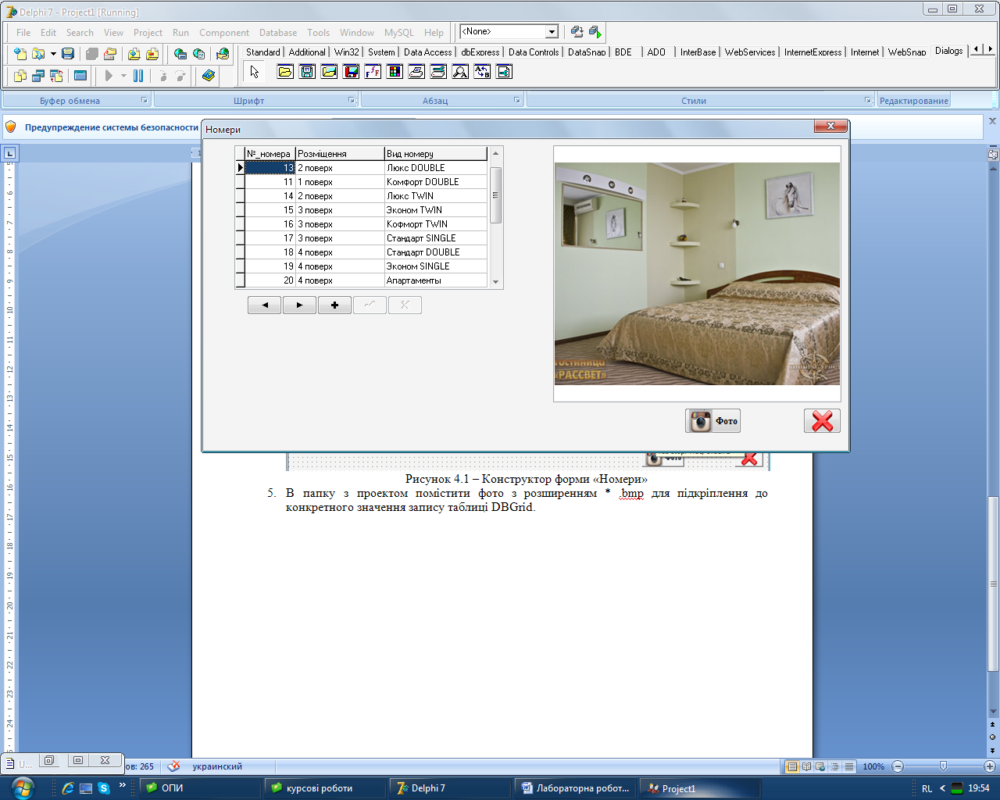 Delphi 7 - Project1 [Running]
File Edit Search View Project Run Component Database Tools Window MySQL Help <None>
Standard Additional Win32 System Data Access dbExpress Data Controls DataSnap BDE ADO InterBase WebServices InternetExpress Internet WebSnap Dialogs
Буфер обмена Шрифт Абзац Стили Редактирование
Предупреждение системы безопасности
Номери
№_номера Розміщення Вид номеру
13 2 поверх Люкс DOUBLE
11 1 поверх Комфорт DOUBLE
14 2 поверх Люкс TWIN
15 3 поверх Эконом TWIN
16 3 поверх Кофморт TWIN
17 3 поверх Стандарт SINGLE
18 4 поверх Стандарт DOUBLE
19 4 поверх Эконом SINGLE
20 4 поверх Апартаменты
ГОСТИНИЦА
«РАССВЕТ»
Фото
Фото
Рисунок 4.1 – Конструктор форми «Номери»
5. В папку з проектом помістити фото з розширенням * .bmp для підкріплення до
конкретного значення запису таблиці DBGrid.
U...
ов: 265 украинский 100%
ОПИ курсові роботи Delphi 7 Лабораторна робот... Project1 RU 19:54